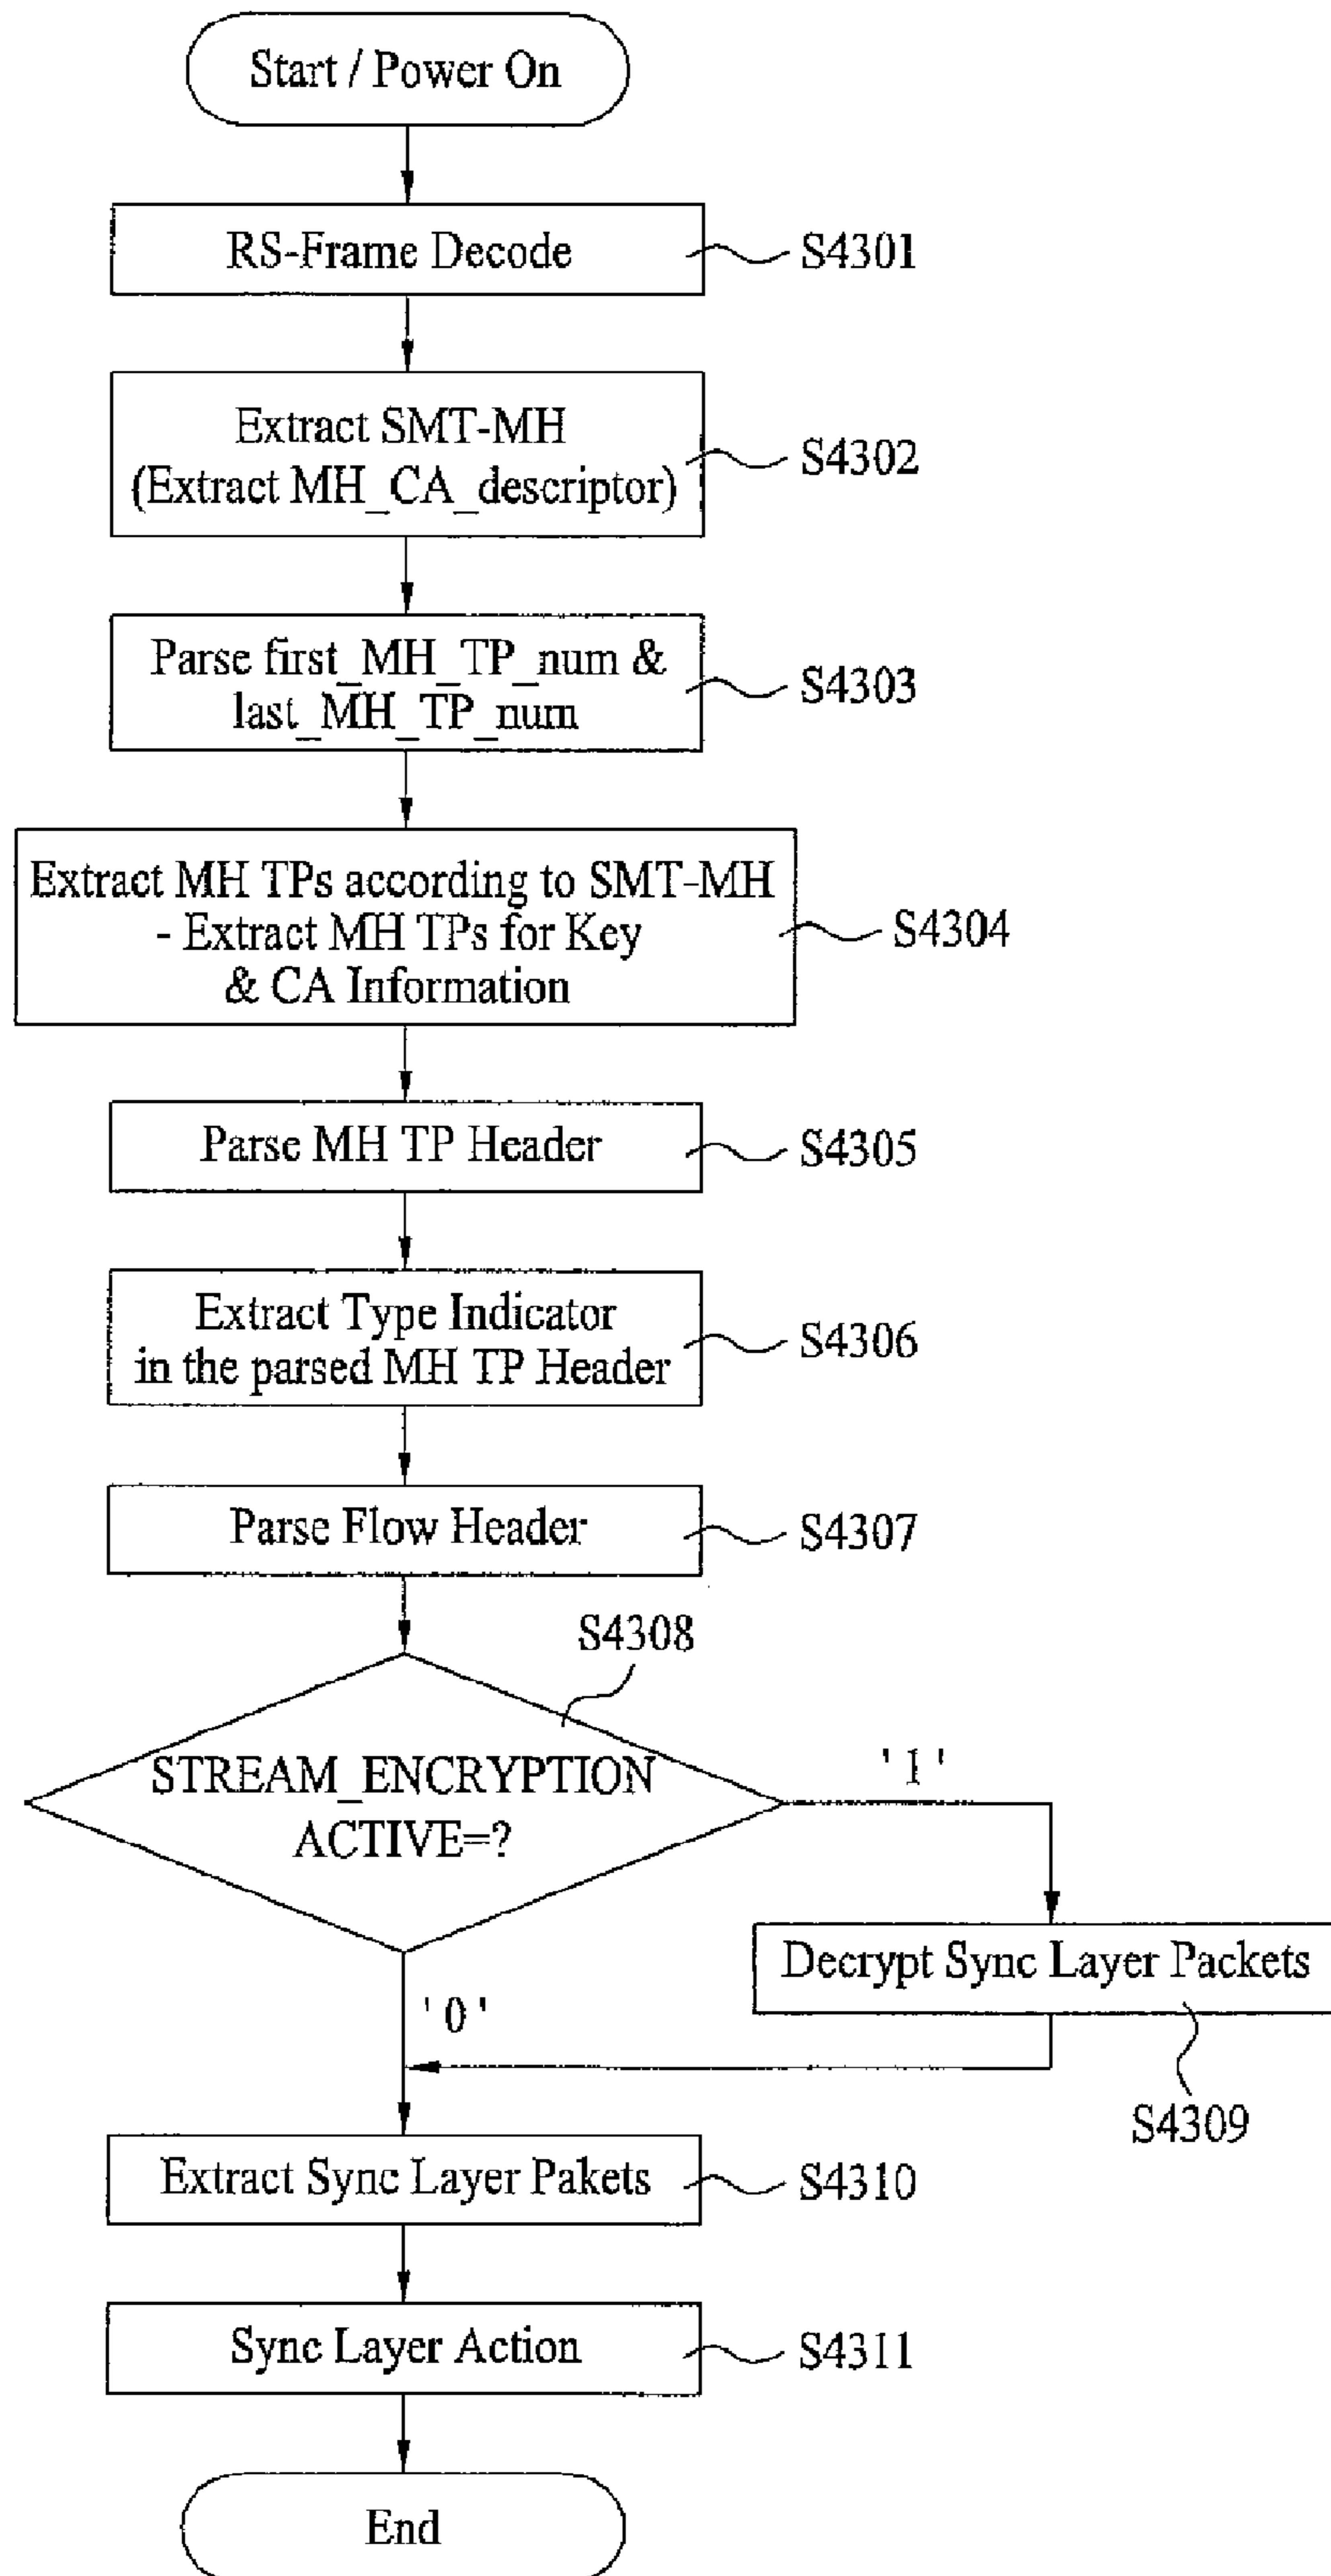 Start / Power On
RS-Frame Decode
S4301
Extract SMT-MH
(Extract MH_CA_descriptor)
S4302
Parse first_MH_TP_num &
last_MH_TP_num
S4303
Extract MH TPs according to SMT-MH
- Extract MH TPs for Key
& CA Information
S4304
Parse MH TP Header
S4305
Extract Type Indicator
in the parsed MH TP Header
S4306
Parse Flow Header
S4307
S4308
STREAM_ENCRYPTION
ACTIVE=?
' 1 '
Decrypt Sync Layer Packets
S4309
' 0 '
Extract Sync Layer Pakets
S4310
Sync Layer Action
S4311
End